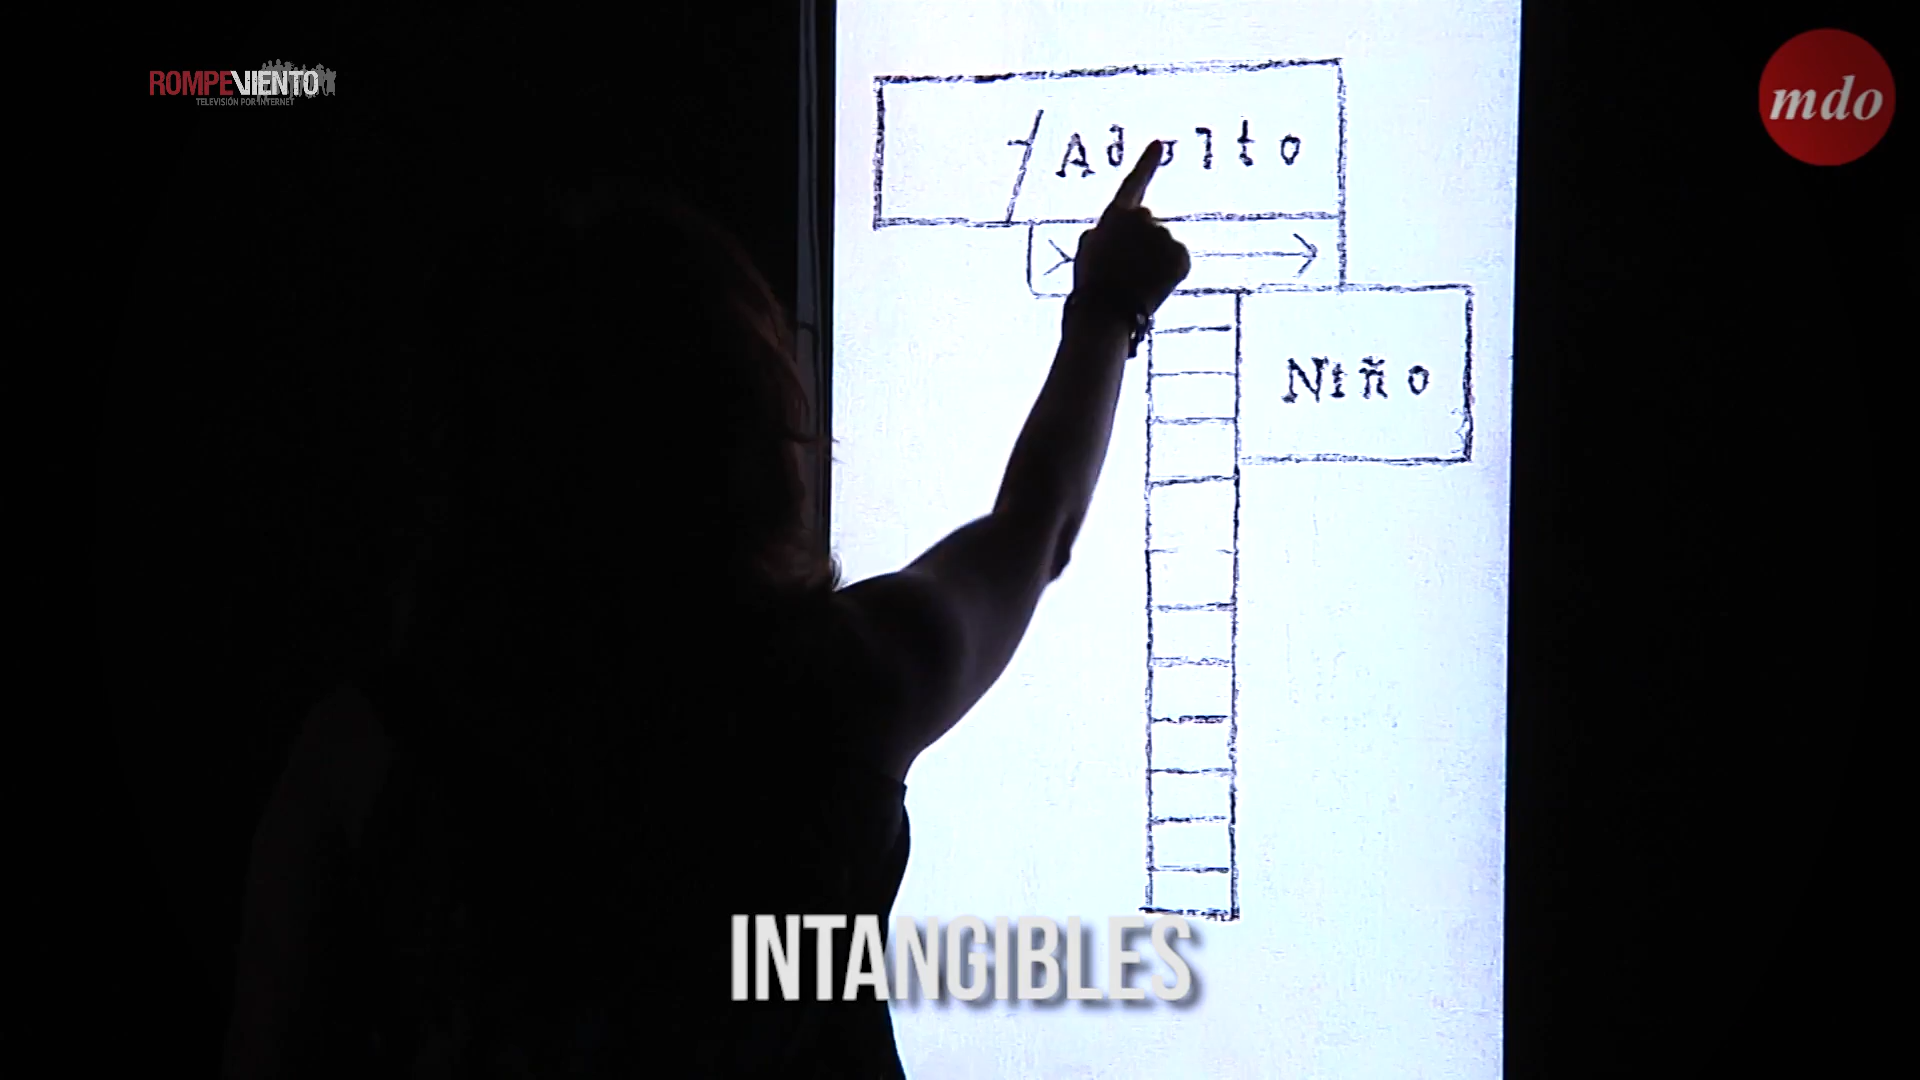 ROMPEVIENTO
TELEVISIÓN POR INTERNET
mdo
Adulto
Niño
INTANGIBLES